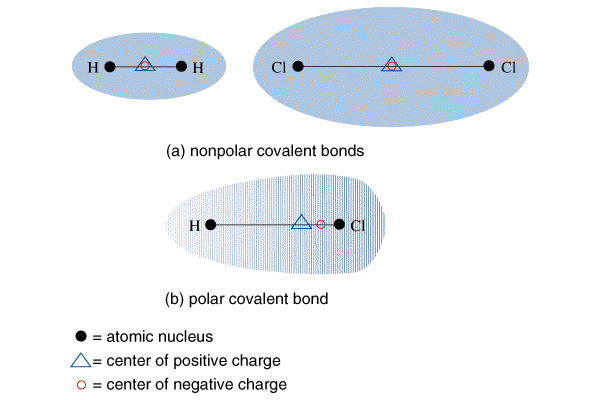 H H Cl Cl
(a) nonpolar covalent bonds
H Cl
(b) polar covalent bond
= atomic nucleus
= center of positive charge
= center of negative charge